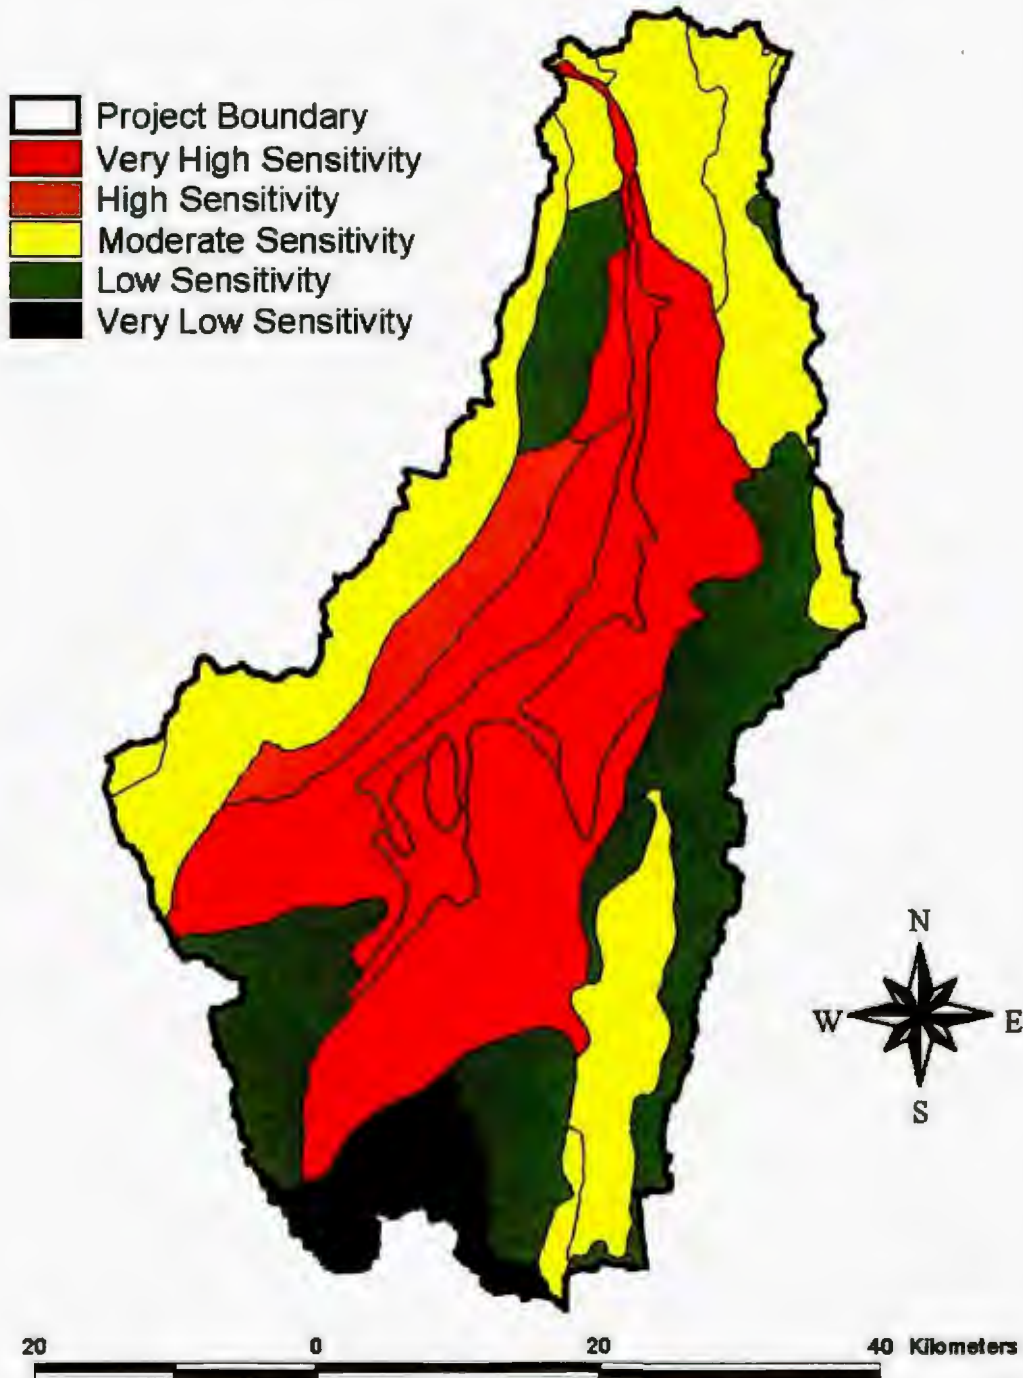 Project Boundary
Very High Sensitivity
High Sensitivity
Moderate Sensitivity
Low Sensitivity
Very Low Sensitivity
N
W E
S
20 0 20 40 Kilometers